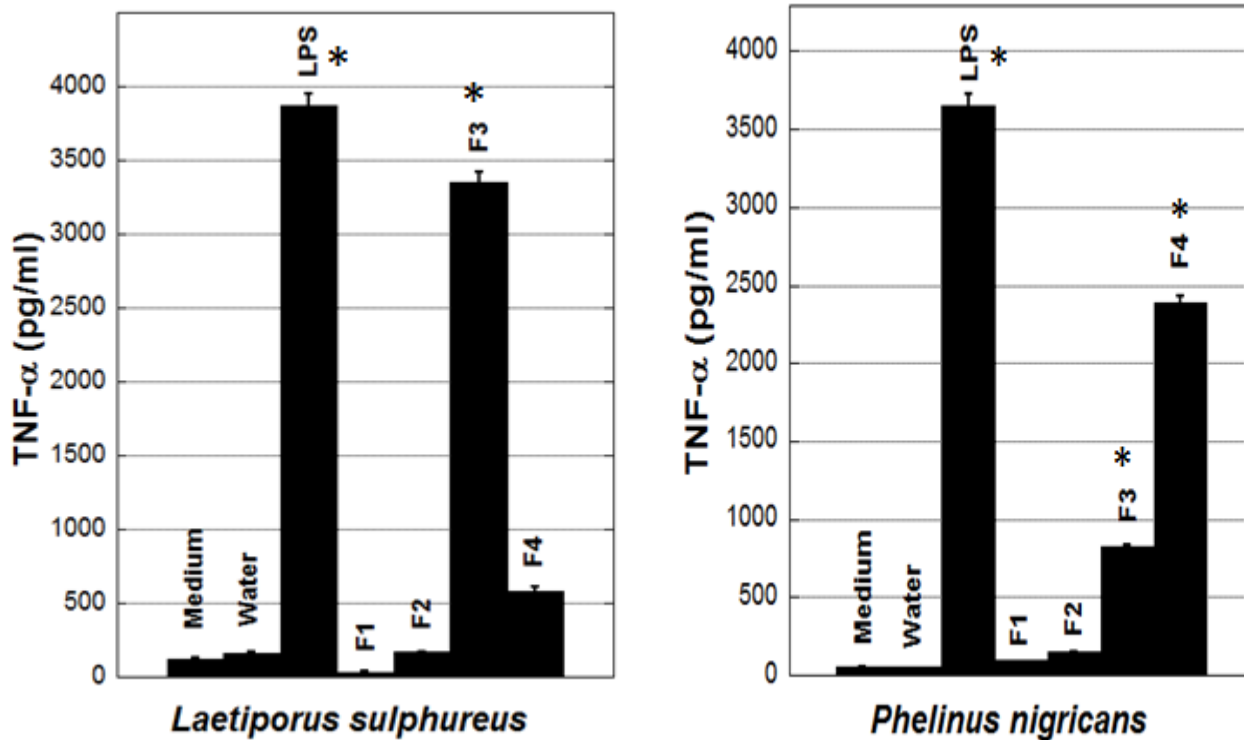 TNF-α (pg/ml)
4000
3500
3000
2500
2000
1500
1000
500
0
Medium
Water
LPS
*
F1
F2
F3
*
F4
Laetiporus sulphureus
TNF-α (pg/ml)
4000
3500
3000
2500
2000
1500
1000
500
0
Medium
Water
LPS
*
F1
F2
F3
*
F4
*
Phelinus nigricans